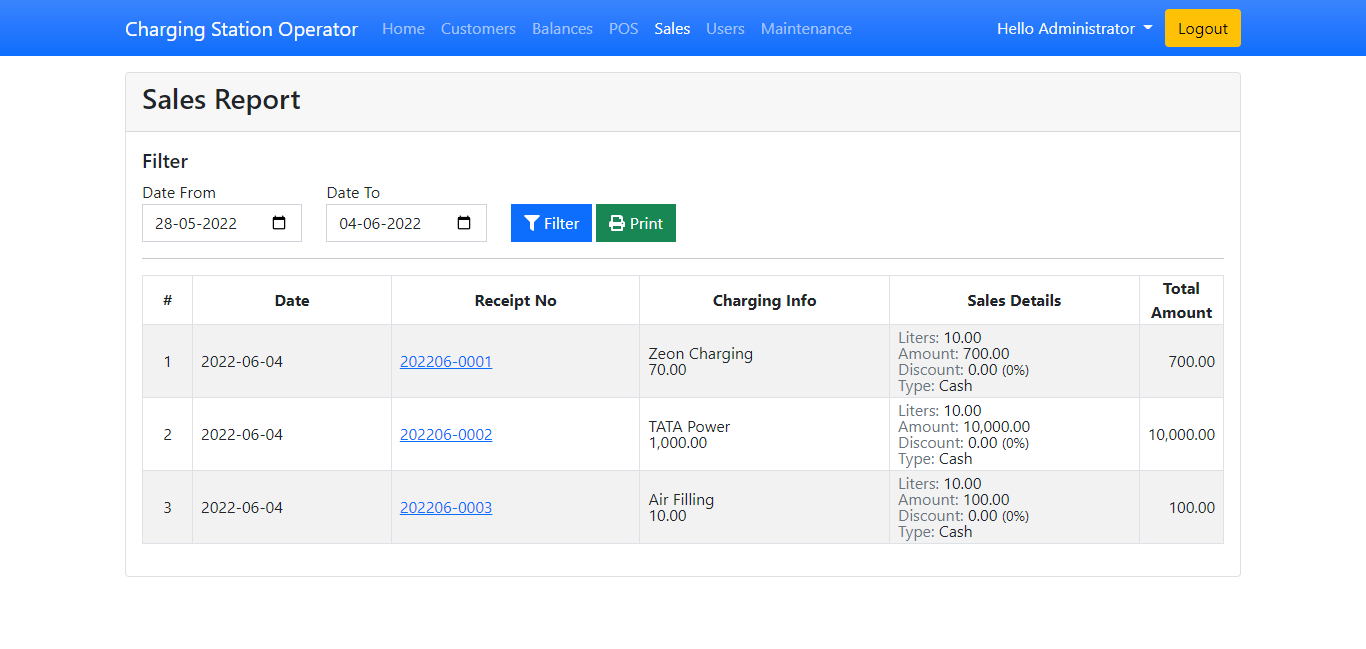 Charging Station Operator Home Customers Balances POS Sales Users Maintenance Hello Administrator Logout
Sales Report
Filter
Date From Date To
28-05-2022 04-06-2022 Filter Print
# Date Receipt No Charging Info Sales Details Total Amount
1 2022-06-04 202206-0001 Zeon Charging 70.00 Liters: 10.00
Amount: 700.00
Discount: 0.00 (0%)
Type: Cash 700.00
2 2022-06-04 202206-0002 TATA Power 1,000.00 Liters: 10.00
Amount: 10,000.00
Discount: 0.00 (0%)
Type: Cash 10,000.00
3 2022-06-04 202206-0003 Air Filling 10.00 Liters: 10.00
Amount: 100.00
Discount: 0.00 (0%)
Type: Cash 100.00